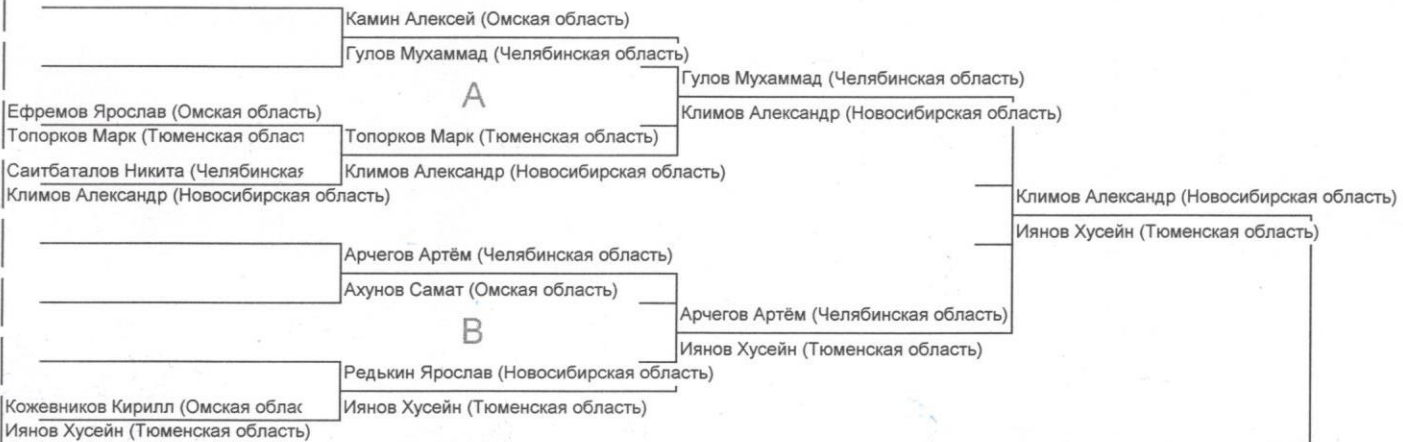 Камин Алексей (Омская область)
Гулов Мухаммад (Челябинская область)
Гулов Мухаммад (Челябинская область)
A
Ефремов Ярослав (Омская область)
Климов Александр (Новосибирская область)
Топорков Марк (Тюменская област
Топорков Марк (Тюменская область)
Саитбаталов Никита (Челябинская
Климов Александр (Новосибирская область)
Климов Александр (Новосибирская область)
Климов Александр (Новосибирская область)
Иянов Хусейн (Тюменская область)
Арчегов Артём (Челябинская область)
Ахунов Самат (Омская область)
Арчегов Артём (Челябинская область)
B
Иянов Хусейн (Тюменская область)
Редькин Ярослав (Новосибирская область)
Кожевников Кирилл (Омская облас
Иянов Хусейн (Тюменская область)
Иянов Хусейн (Тюменская область)